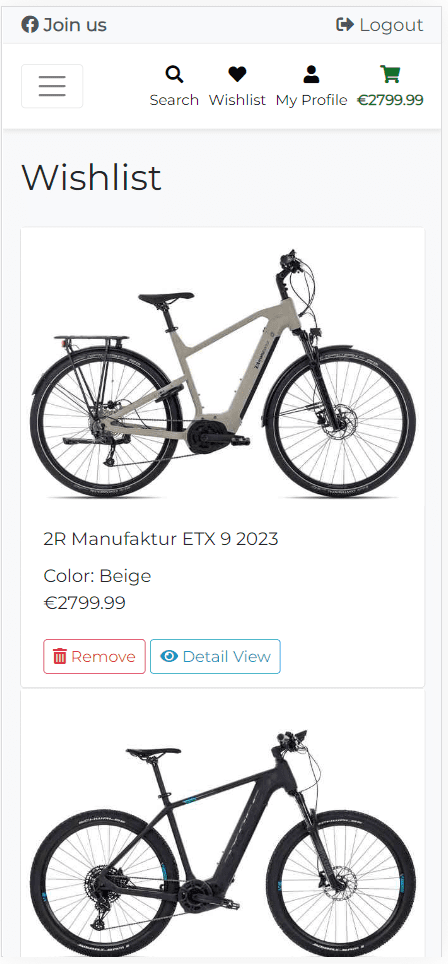 Join us Logout
Search Wishlist My Profile €2799.99
Wishlist
2R Manufaktur ETX 9 2023
Color: Beige
€2799.99
Remove Detail View